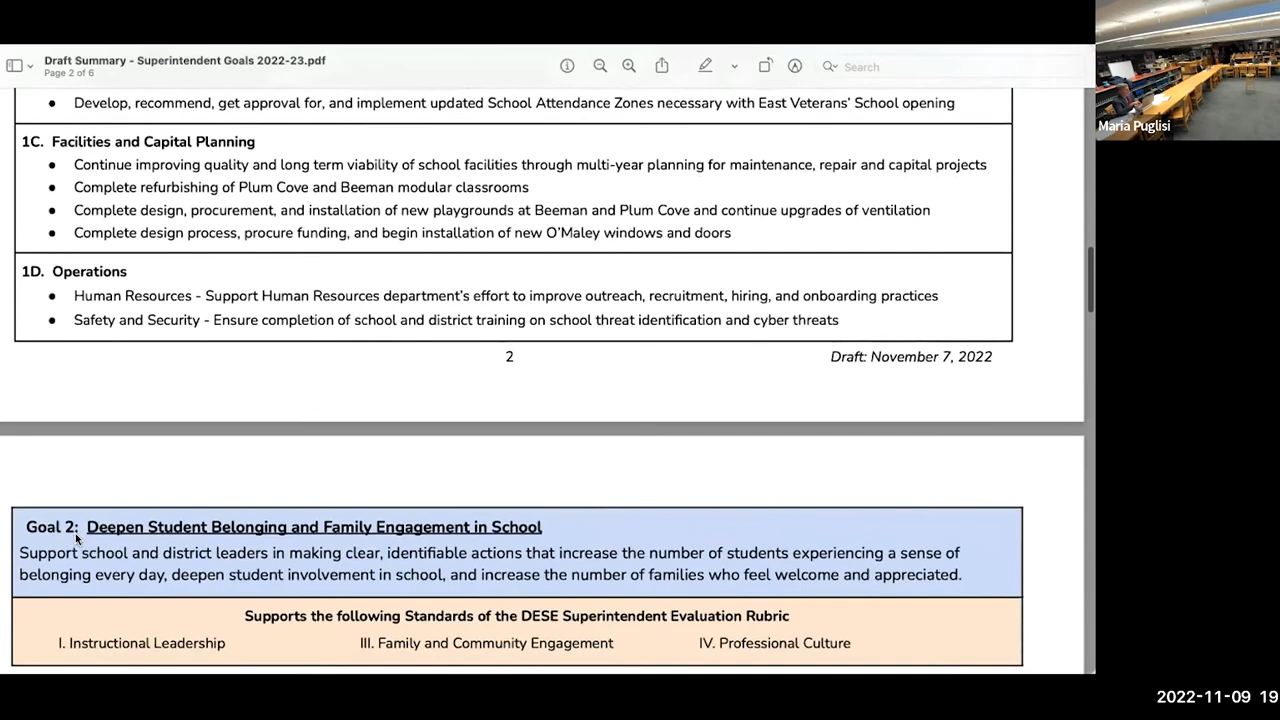 Draft Summary - Superintendent Goals 2022-23.pdf
Page 2 of 6
Search
Maria Puglisi
• Develop, recommend, get approval for, and implement updated School Attendance Zones necessary with East Veterans' School opening
1C. Facilities and Capital Planning
• Continue improving quality and long term viability of school facilities through multi-year planning for maintenance, repair and capital projects
• Complete refurbishing of Plum Cove and Beeman modular classrooms
• Complete design, procurement, and installation of new playgrounds at Beeman and Plum Cove and continue upgrades of ventilation
• Complete design process, procure funding, and begin installation of new O'Maley windows and doors
1D. Operations
• Human Resources - Support Human Resources department's effort to improve outreach, recruitment, hiring, and onboarding practices
• Safety and Security - Ensure completion of school and district training on school threat identification and cyber threats
2
Draft: November 7, 2022
Goal 2: Deepen Student Belonging and Family Engagement in School
Support school and district leaders in making clear, identifiable actions that increase the number of students experiencing a sense of
belonging every day, deepen student involvement in school, and increase the number of families who feel welcome and appreciated.
Supports the following Standards of the DESE Superintendent Evaluation Rubric
I. Instructional Leadership
III. Family and Community Engagement
IV. Professional Culture
2022-11-09 19